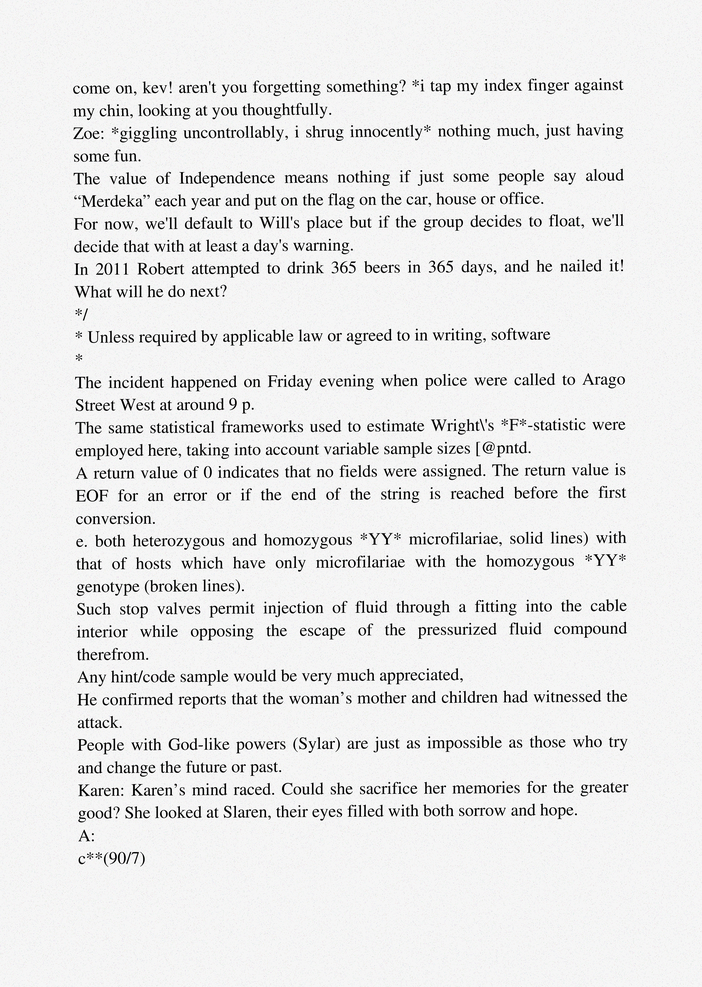 come on, kev! aren't you forgetting something? *i tap my index finger against
my chin, looking at you thoughtfully.
Zoe: *giggling uncontrollably, i shrug innocently* nothing much, just having
some fun.
The value of Independence means nothing if just some people say aloud
“Merdeka” each year and put on the flag on the car, house or office.
For now, we'll default to Will's place but if the group decides to float, we'll
decide that with at least a day's warning.
In 2011 Robert attempted to drink 365 beers in 365 days, and he nailed it!
What will he do next?
*/
* Unless required by applicable law or agreed to in writing, software
*
The incident happened on Friday evening when police were called to Arago
Street West at around 9 p.
The same statistical frameworks used to estimate Wright\'s *F*-statistic were
employed here, taking into account variable sample sizes [@pntd.
A return value of 0 indicates that no fields were assigned. The return value is
EOF for an error or if the end of the string is reached before the first
conversion.
e. both heterozygous and homozygous *YY* microfilariae, solid lines) with
that of hosts which have only microfilariae with the homozygous *YY*
genotype (broken lines).
Such stop valves permit injection of fluid through a fitting into the cable
interior while opposing the escape of the pressurized fluid compound
therefrom.
Any hint/code sample would be very much appreciated,
He confirmed reports that the woman’s mother and children had witnessed the
attack.
People with God-like powers (Sylar) are just as impossible as those who try
and change the future or past.
Karen: Karen’s mind raced. Could she sacrifice her memories for the greater
good? She looked at Slaren, their eyes filled with both sorrow and hope.
A:
c**(90/7)